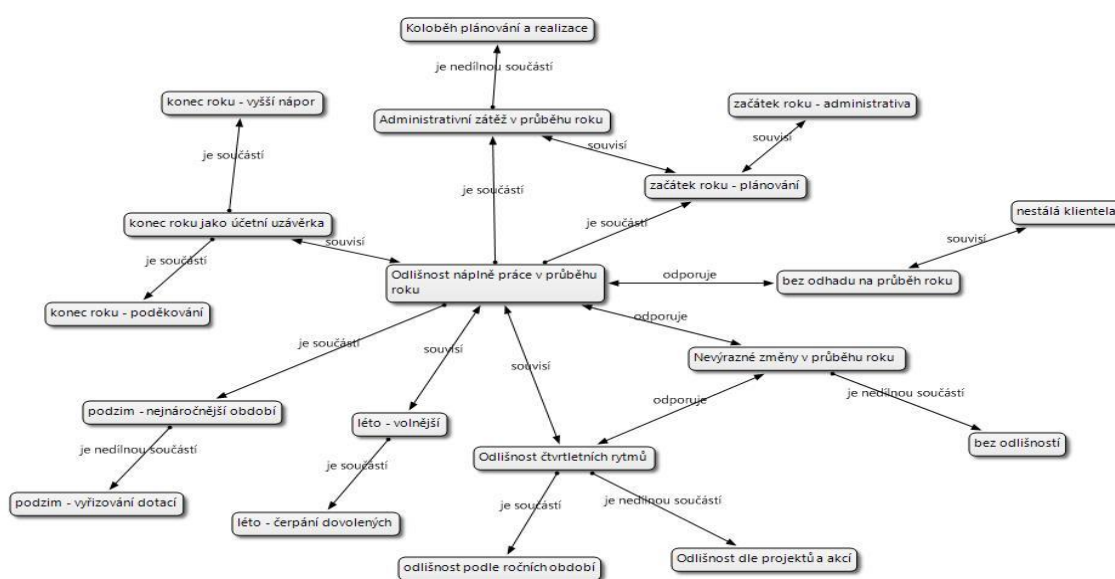 Koloběh plánování a realizace
je nedílnou součástí
konec roku - vyšší nápor
začátek roku - administrativa
Administrativní zátěž v průběhu roku
souvisí
souvisí
je součástí
je součástí
začátek roku - plánování
nestálá klientela
konec roku jako účetní uzávěrka
je součástí
souvisí
souvisí
je součástí
Odlišnost náplně práce v průběhu
roku
odporuje
bez odhadu na průběh roku
konec roku - poděkování
odporuje
je součástí
souvisí
souvisí
Nevýrazné změny v průběhu roku
je nedílnou součástí
podzim - nejnáročnější období
odporuje
léto - volnější
bez odlišností
je nedílnou součástí
Odlišnost čtvrtletních rytmů
je součástí
podzim - vyřizování dotací
je součástí
je nedílnou součástí
léto - čerpání dovolených
Odlišnost dle projektů a akcí
odlišnost podle ročních období